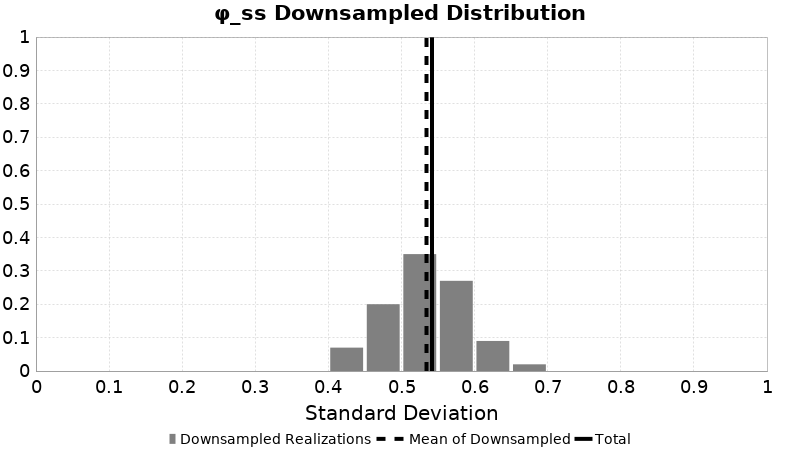 φ_ss Downsampled Distribution
1
0.9
0.8
0.7
0.6
0.5
0.4
0.3
0.2
0.1
0
0 0.1 0.2 0.3 0.4 0.5 0.6 0.7 0.8 0.9 1
Standard Deviation
Downsampled Realizations Mean of Downsampled Total